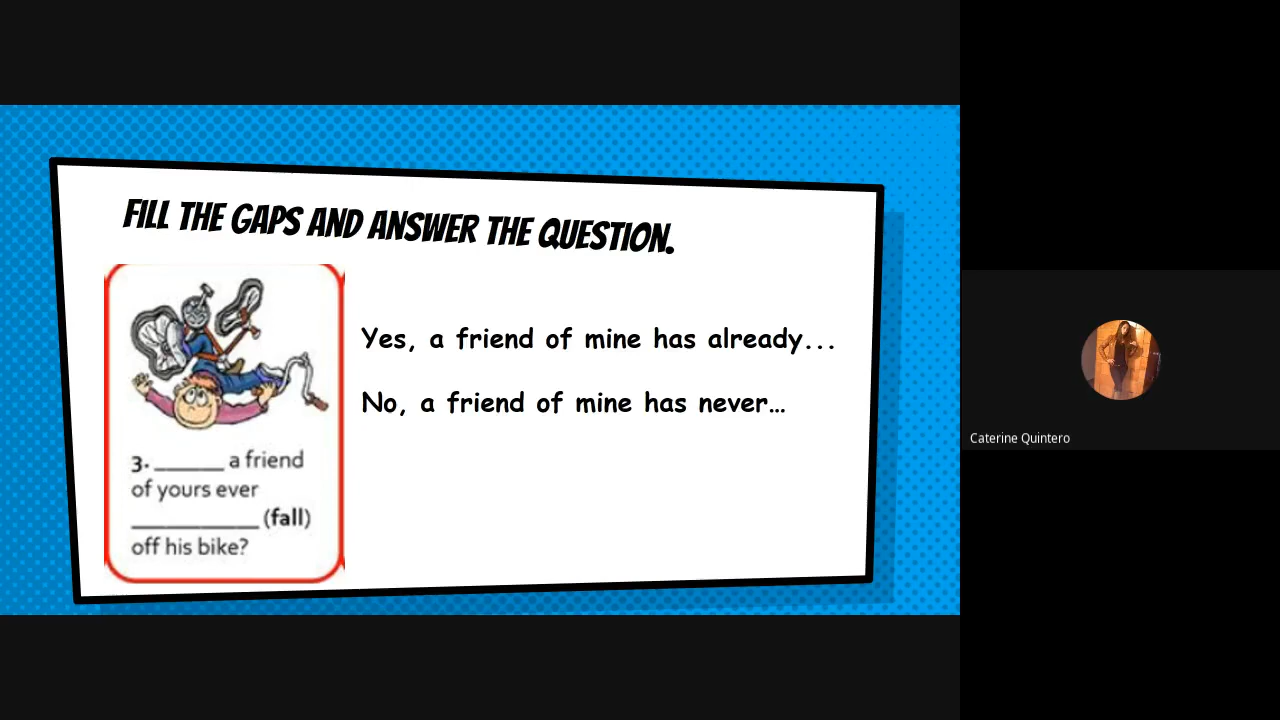 FILL THE GAPS AND ANSWER THE QUESTION.
Yes, a friend of mine has already...
No, a friend of mine has never...
3. ______ a friend
of yours ever
___________ (fall)
off his bike?
Caterine Quintero